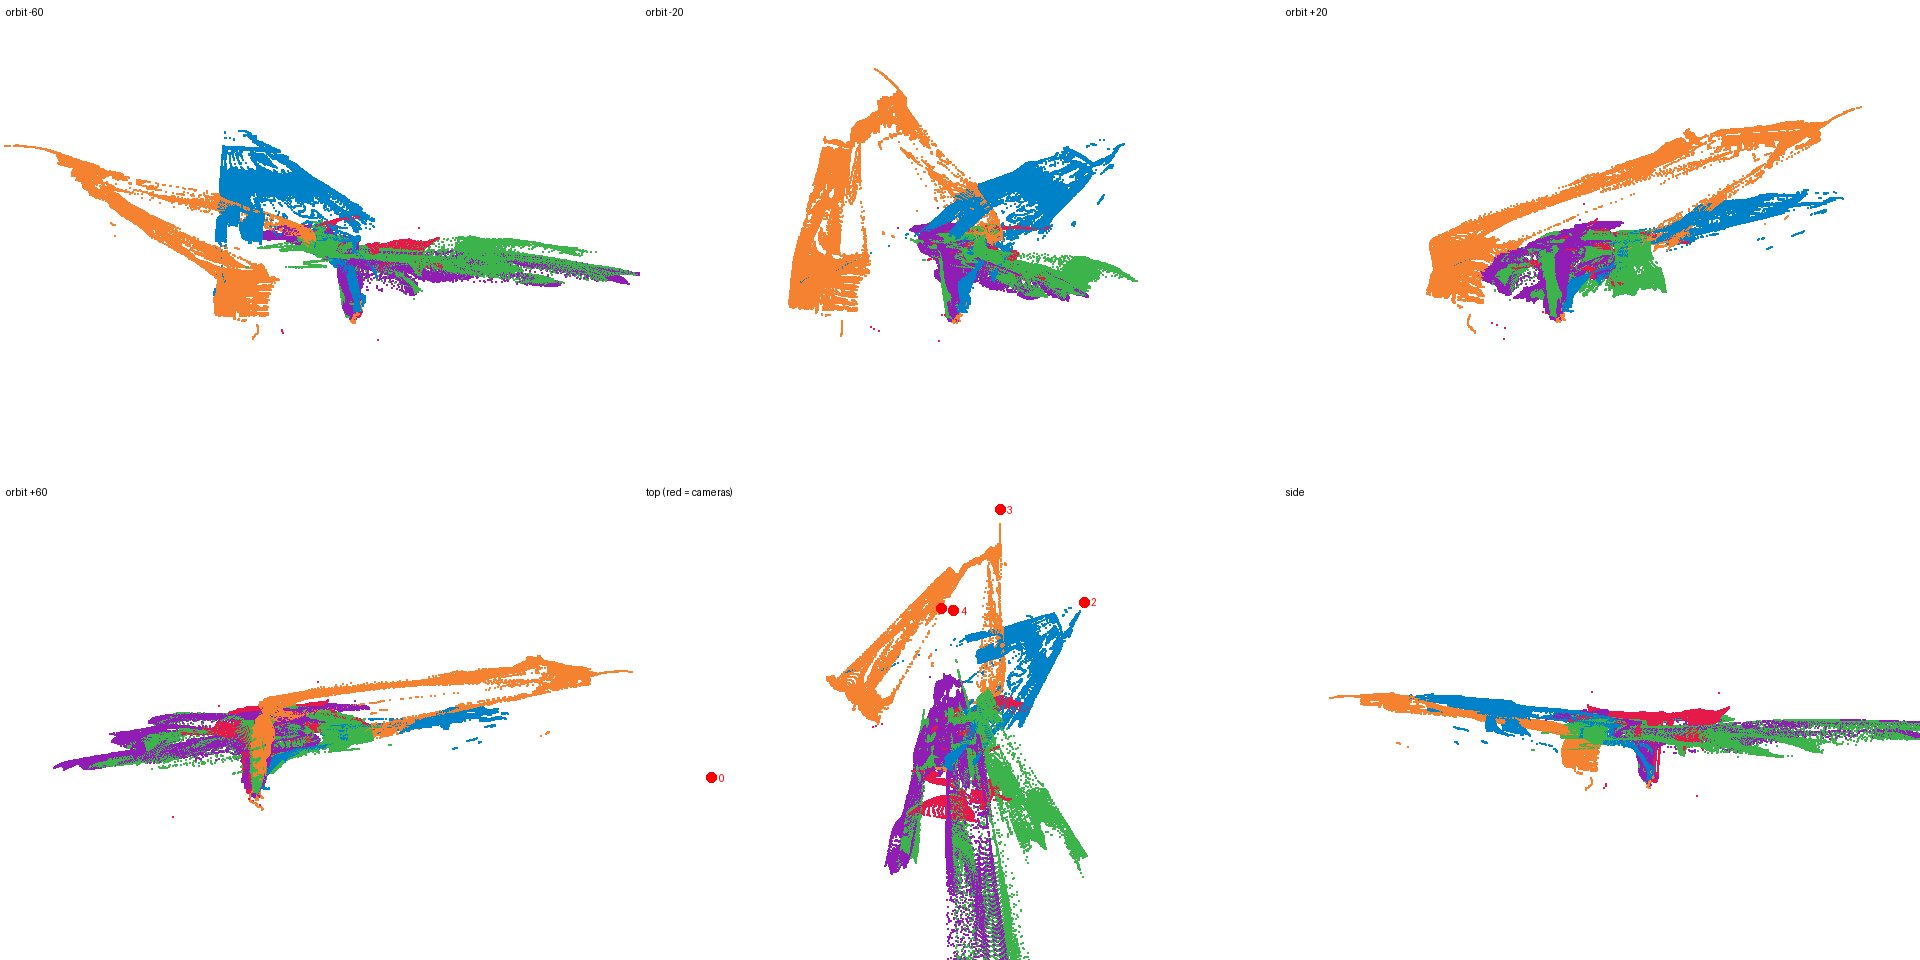 orbit -60
orbit -20
orbit +20
orbit +60
top (red = cameras)
side
3
2
4
0